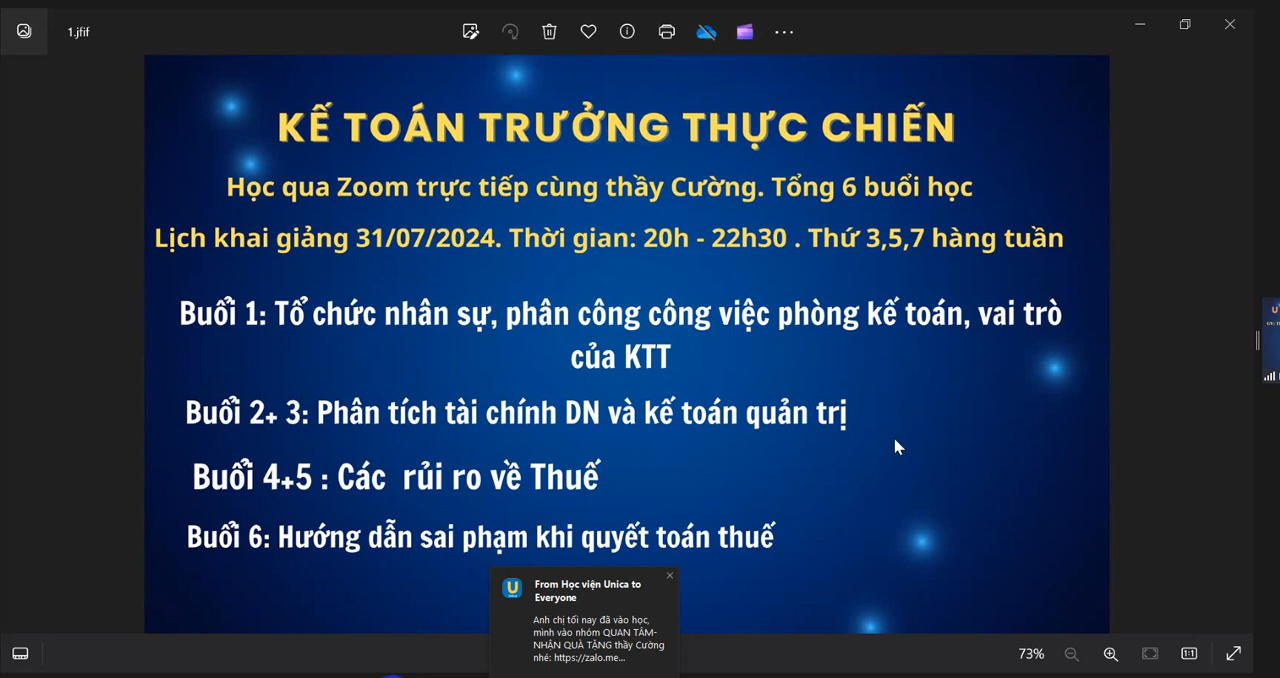 1.jfif
KẾ TOÁN TRƯỞNG THỰC CHIẾN
Học qua Zoom trực tiếp cùng thầy Cường. Tổng 6 buổi học
Lịch khai giảng 31/07/2024. Thời gian: 20h - 22h30 . Thứ 3,5,7 hàng tuần
Buổi 1: Tổ chức nhân sự, phân công công việc phòng kế toán, vai trò
của KTT
Buổi 2+ 3: Phân tích tài chính DN và kế toán quản trị
Buổi 4+5 : Các rủi ro về Thuế
Buổi 6: Hướng dẫn sai phạm khi quyết toán thuế
From Học viện Unica to
Everyone
Anh chị tối nay đã vào học,
mình vào nhóm QUAN TÂM-
NHẬN QUÀ TẶNG thầy Cường
nhé: https://zalo.me...
73%
1:1